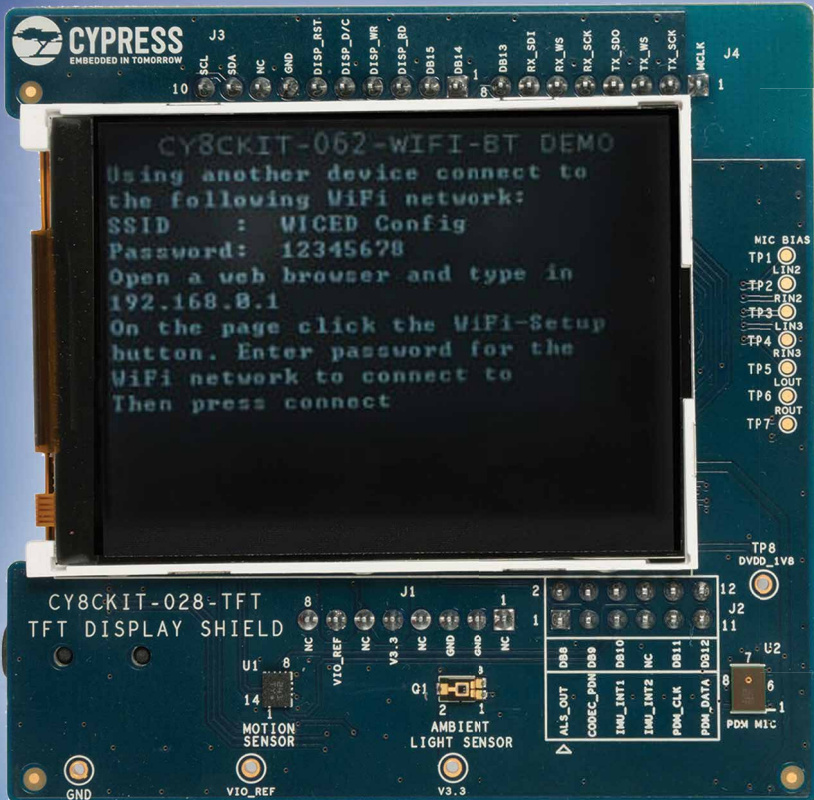 CYPRESS
EMBEDDED IN TOMORROW
J3
SCL
SDA
NC
GND
DISP_RST
DISP_D/C
DISP_WR
DISP_RD
DB15
DB14
DB13
RX_SDI
RX_WS
RX_SCK
TX_SDO
TX_WS
TX_SCK
MCLK
J4
10
1
8
1
CY8CKIT-062-WIFI-BT DEMO
Using another device connect to
the following WiFi network:
SSID : WICED Config
Password: 12345678
Open a web browser and type in
192.168.0.1
On the page click the WiFi-Setup
button. Enter password for the
WiFi network to connect to
Then press connect
MIC BIAS
TP1
LIN2
TP2
RIN2
TP3
LIN3
TP4
RIN3
TP5
LOUT
TP6
ROUT
TP7
TP8
DVDD_1V8
CY8CKIT-028-TFT
TFT DISPLAY SHIELD
J1
8
1
NC
VIO_REF
NC
V3.3
NC
GND
GND
NC
2
12
J2
1
11
DB8
DB9
DB10
NC
DB11
DB12
ALS_OUT
CODEC_PDN
IMU_INT1
IMU_INT2
PDM_CLK
PDM_DATA
U1
8
14
1
MOTION
SENSOR
Q1
3
2
1
AMBIENT
LIGHT SENSOR
U2
7
8
6
1
PDM MIC
GND
VIO_REF
V3.3